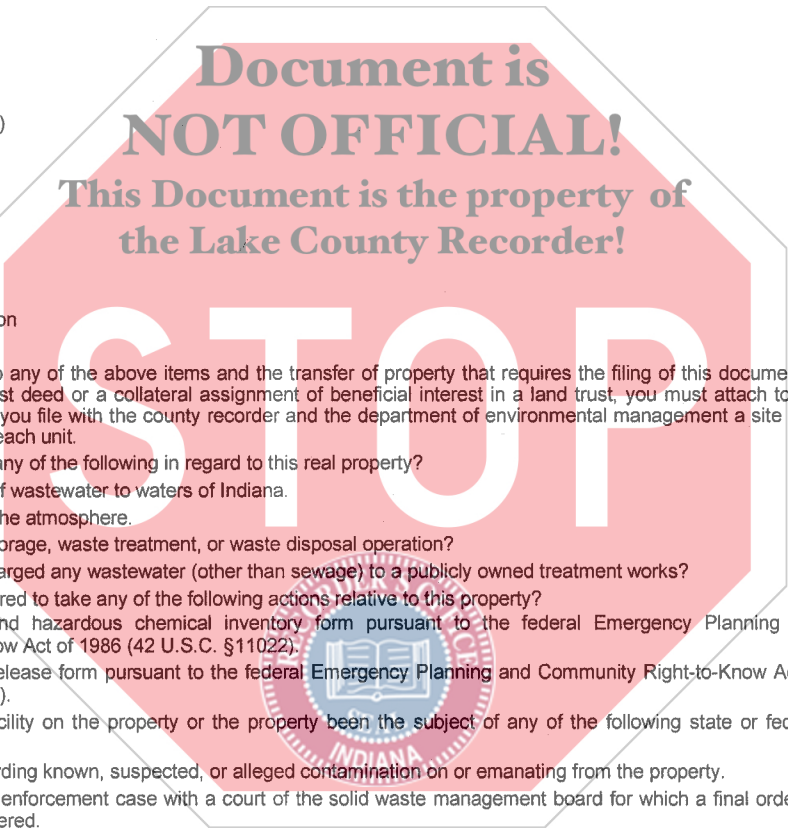 Document is
NOT OFFICIAL!
)
This Document is the property of
the Lake County Recorder!
STOP
on
any of the above items and the transfer of property that requires the filing of this docume
st deed or a collateral assignment of beneficial interest in a land trust, you must attach to
you file with the county recorder and the department of environmental management a site
each unit.
any of the following in regard to this real property?
f wastewater to waters of Indiana.
he atmosphere.
orage, waste treatment, or waste disposal operation?
arged any wastewater (other than sewage) to a publicly owned treatment works?
red to take any of the following actions relative to this property?
nd hazardous chemical inventory form pursuant to the federal Emergency Planning
ow Act of 1986 (42 U.S.C. §11022).
elease form pursuant to the federal Emergency Planning and Community Right-to-Know A
).
cility on the property or the property been the subject of any of the following state or fed
rding known, suspected, or alleged contamination on or emanating from the property.
enforcement case with a court of the solid waste management board for which a final orde
ered.
INDIANA